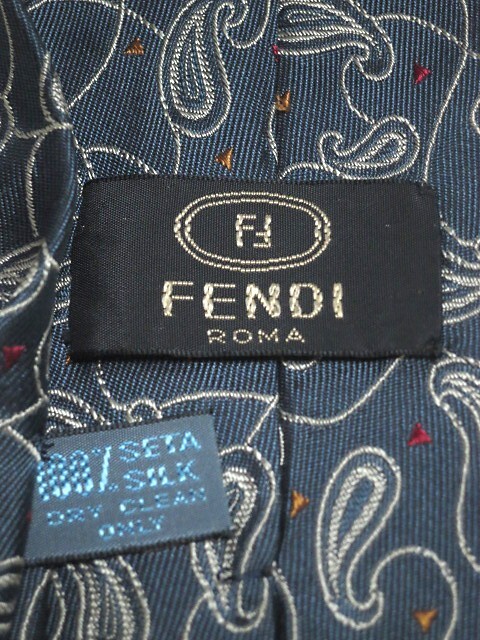 FF
FENDI
ROMA
100% SETA
SILK
DRY CLEAN
ONLY